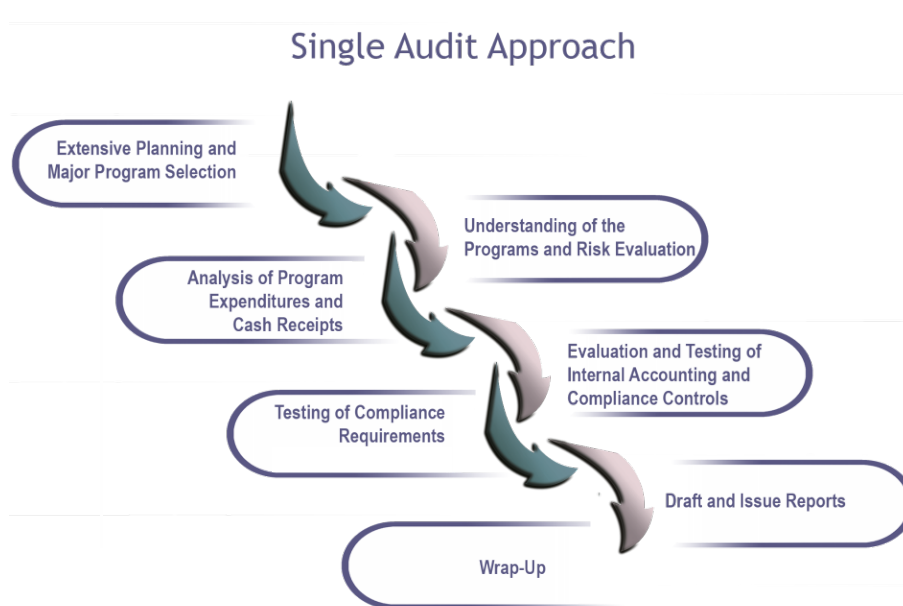 Single Audit Approach
Extensive Planning and
Major Program Selection
Understanding of the
Programs and Risk Evaluation
Analysis of Program
Expenditures and
Cash Receipts
Evaluation and Testing of
Internal Accounting and
Compliance Controls
Testing of Compliance
Requirements
Draft and Issue Reports
Wrap-Up